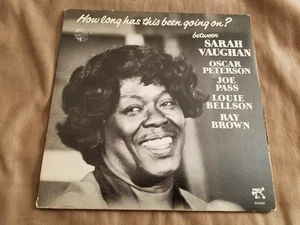 How long has this been going on?
between
SARAH
VAUGHAN
OSCAR
PETERSON
JOE
PASS
LOUIE
BELLSON
RAY
BROWN